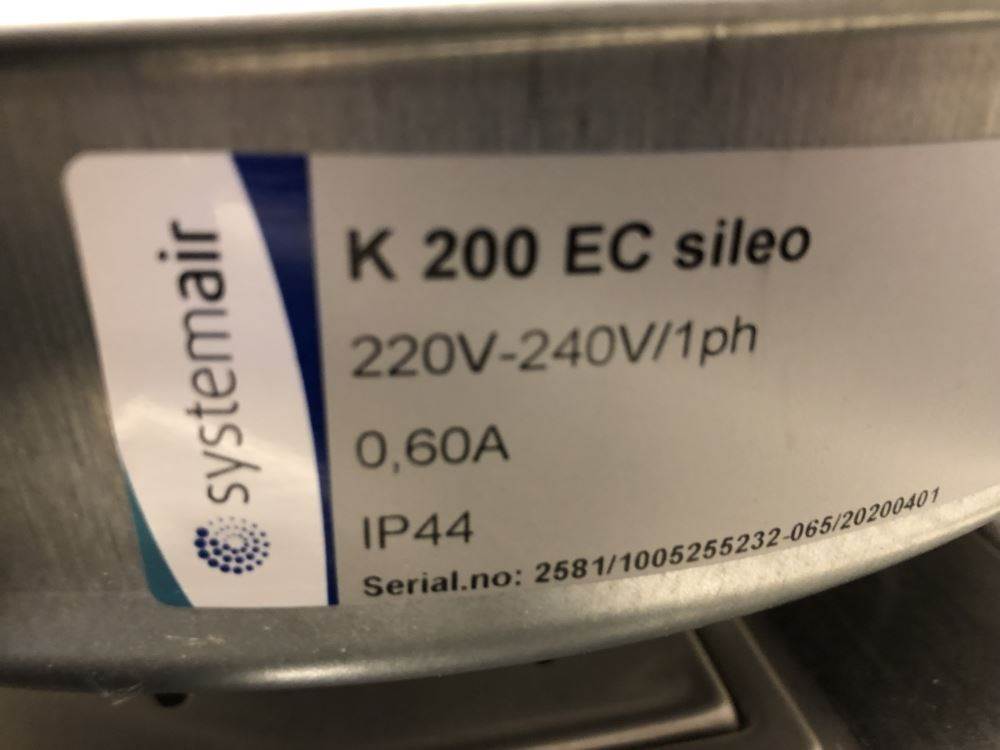 systemair
K 200 EC sileo
220V-240V/1ph
0,60A
IP44
Serial.no: 2581/1005255232-065/20200401